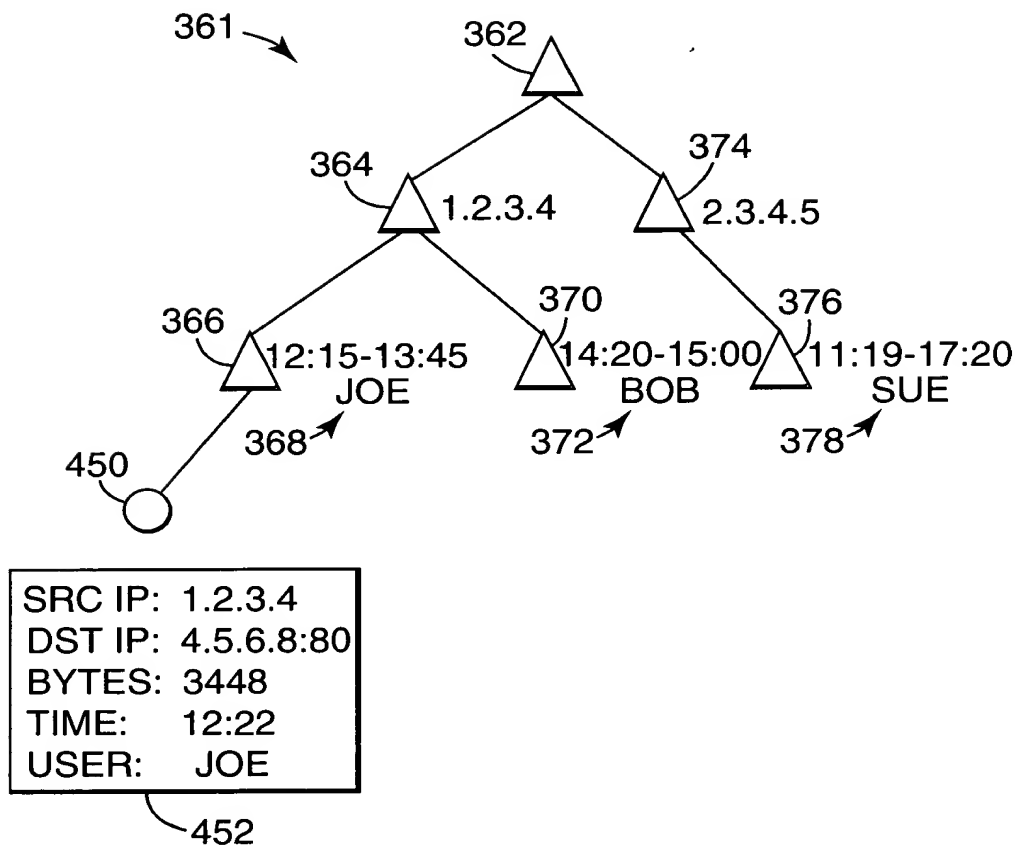 361
362
364
1.2.3.4
374
2.3.4.5
366
12:15-13:45
JOE
368
370
14:20-15:00
BOB
372
376
11:19-17:20
SUE
378
450
SRC IP: 1.2.3.4
DST IP: 4.5.6.8:80
BYTES: 3448
TIME: 12:22
USER: JOE
452